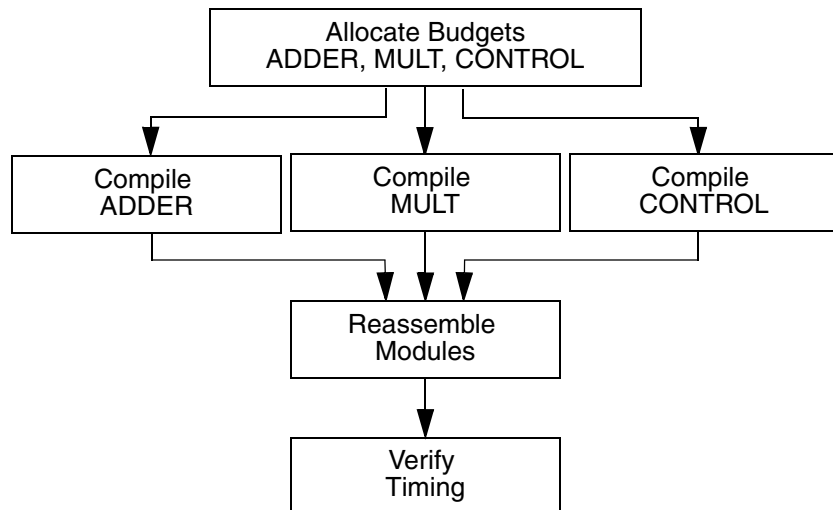 Allocate Budgets
ADDER, MULT, CONTROL
Compile
ADDER
Compile
MULT
Compile
CONTROL
Reassemble
Modules
Verify
Timing